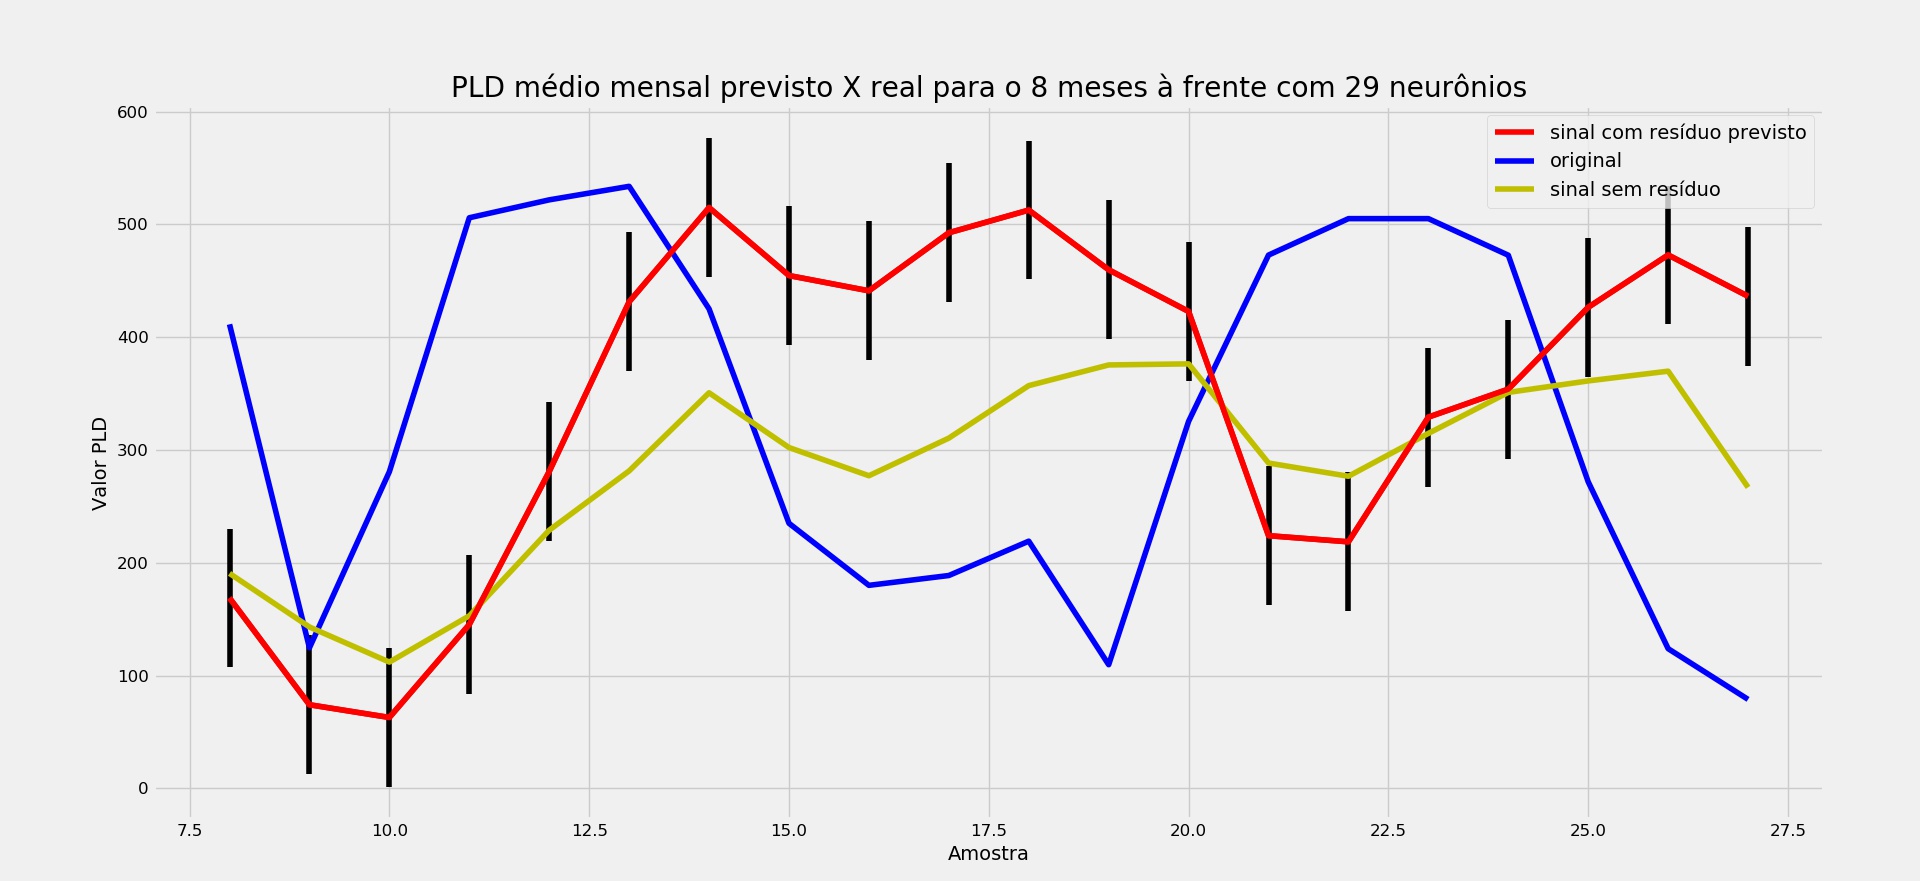 PLD médio mensal previsto X real para o 8 meses à frente com 29 neurônios
sinal com resíduo previsto
original
sinal sem resíduo
600
500
400
300
200
100
0
Valor PLD
7.5 10.0 12.5 15.0 17.5 20.0 22.5 25.0 27.5
Amostra